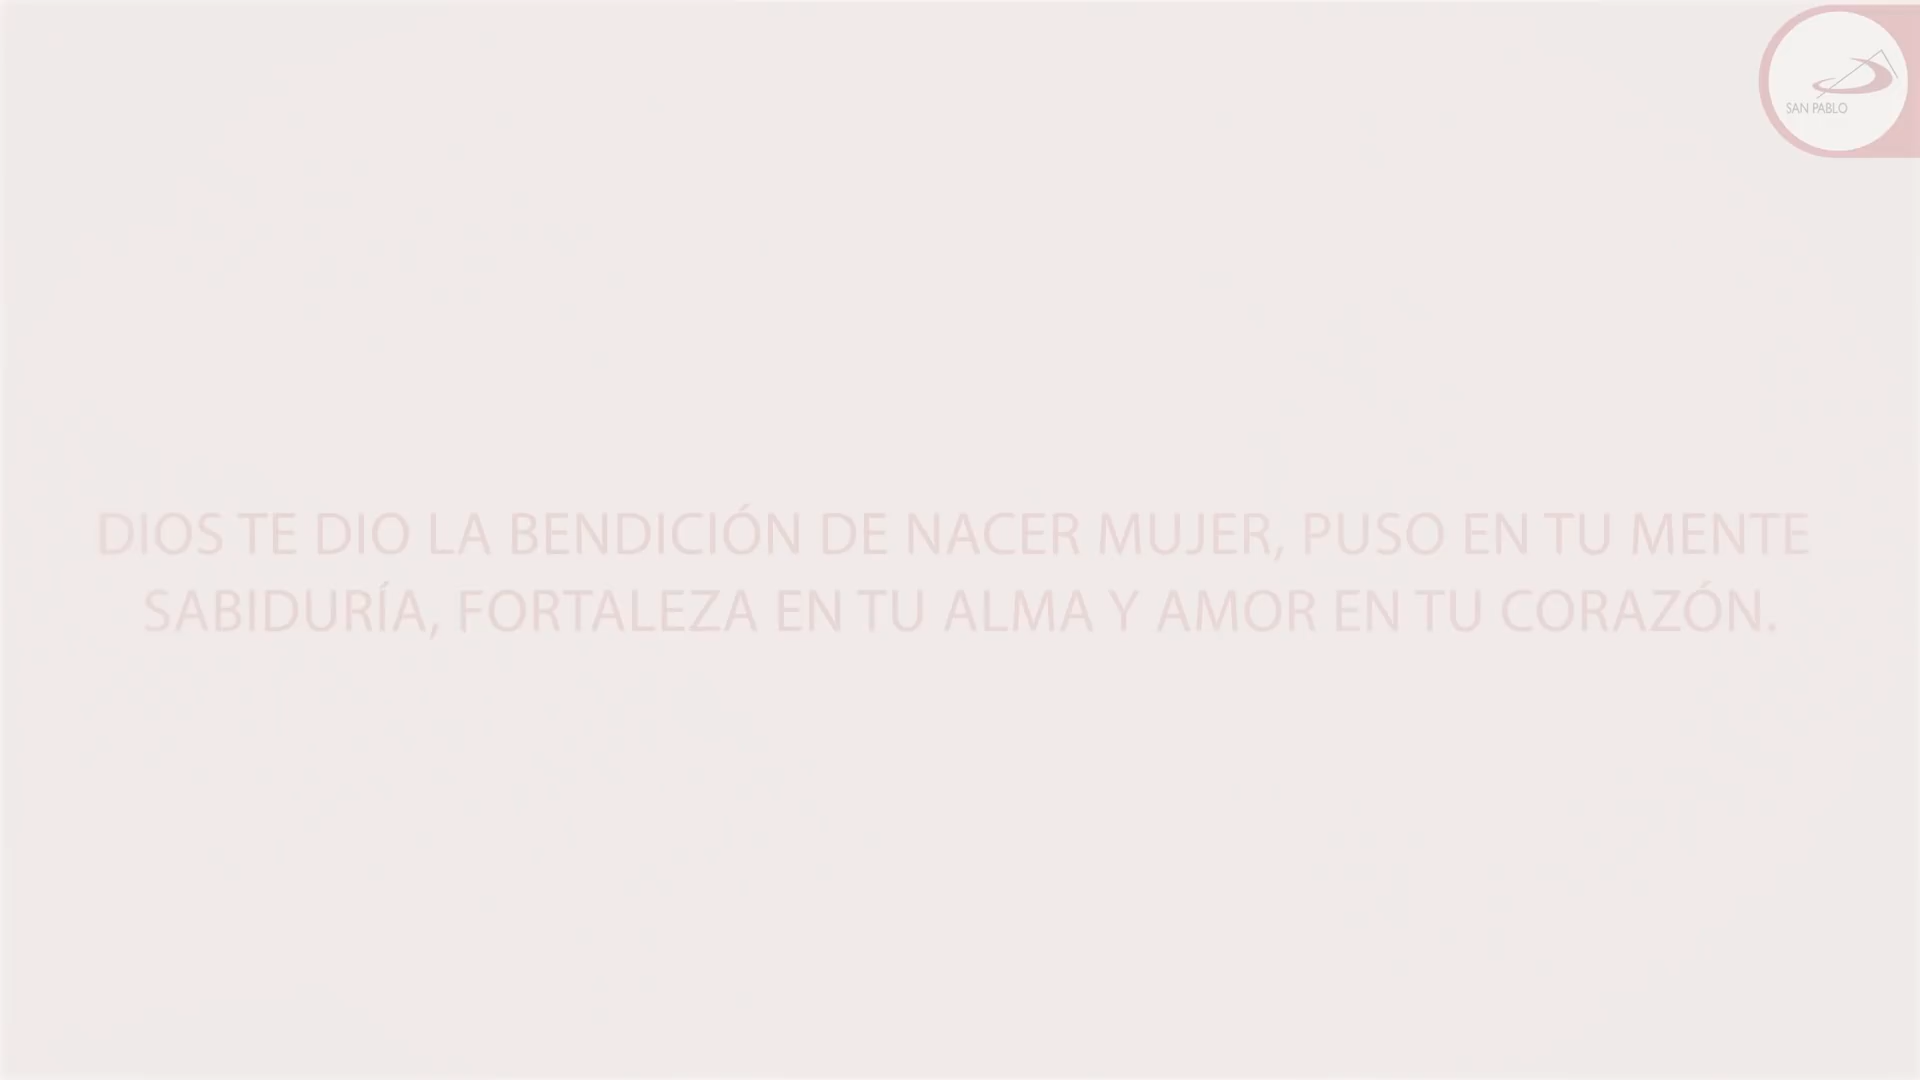 SAN PABLO
DIOS TE DIO LA BENDICIÓN DE NACER MUJER, PUSO EN TU MENTE
SABIDURÍA, FORTALEZA EN TU ALMA Y AMOR EN TU CORAZÓN.